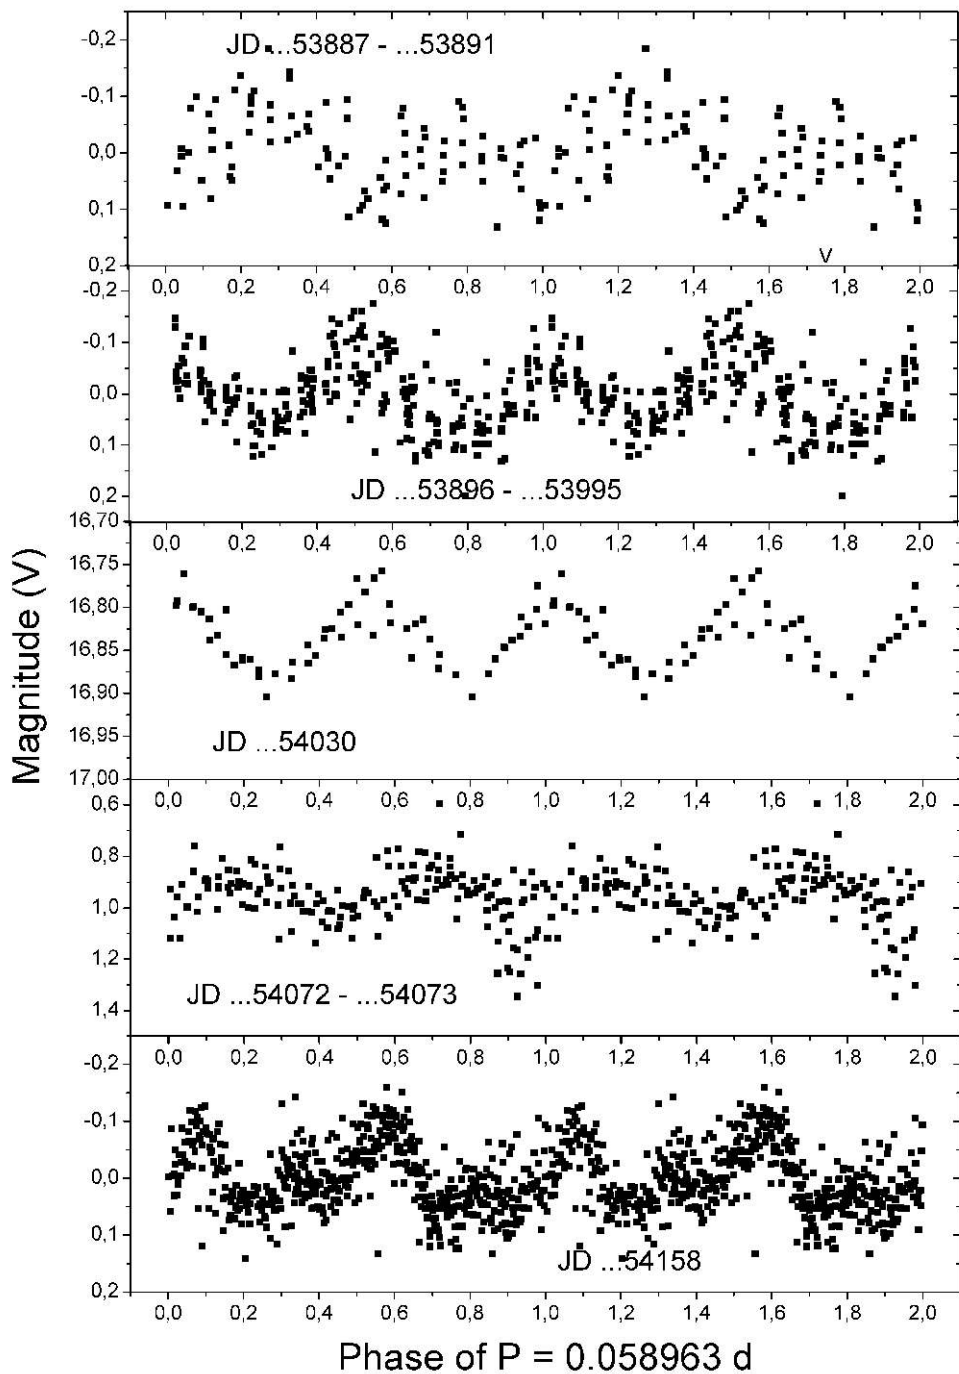 -0,2
JD ...53887 - ...53891
-0,1
0,0
0,1
0,2
V
0,0 0,2 0,4 0,6 0,8 1,0 1,2 1,4 1,6 1,8 2,0
-0,2
-0,1
0,0
0,1
0,2
JD ...53896 - ...53995
16,70
0,0 0,2 0,4 0,6 0,8 1,0 1,2 1,4 1,6 1,8 2,0
16,75
16,80
16,85
16,90
16,95
17,00
JD ...54030
Magnitude (V)
0,0 0,2 0,4 0,6 0,8 1,0 1,2 1,4 1,6 1,8 2,0
0,6
0,8
1,0
1,2
1,4
JD ...54072 - ...54073
0,0 0,2 0,4 0,6 0,8 1,0 1,2 1,4 1,6 1,8 2,0
-0,2
-0,1
0,0
0,1
0,2
JD ...54158
0,0 0,2 0,4 0,6 0,8 1,0 1,2 1,4 1,6 1,8 2,0
Phase of P = 0.058963 d